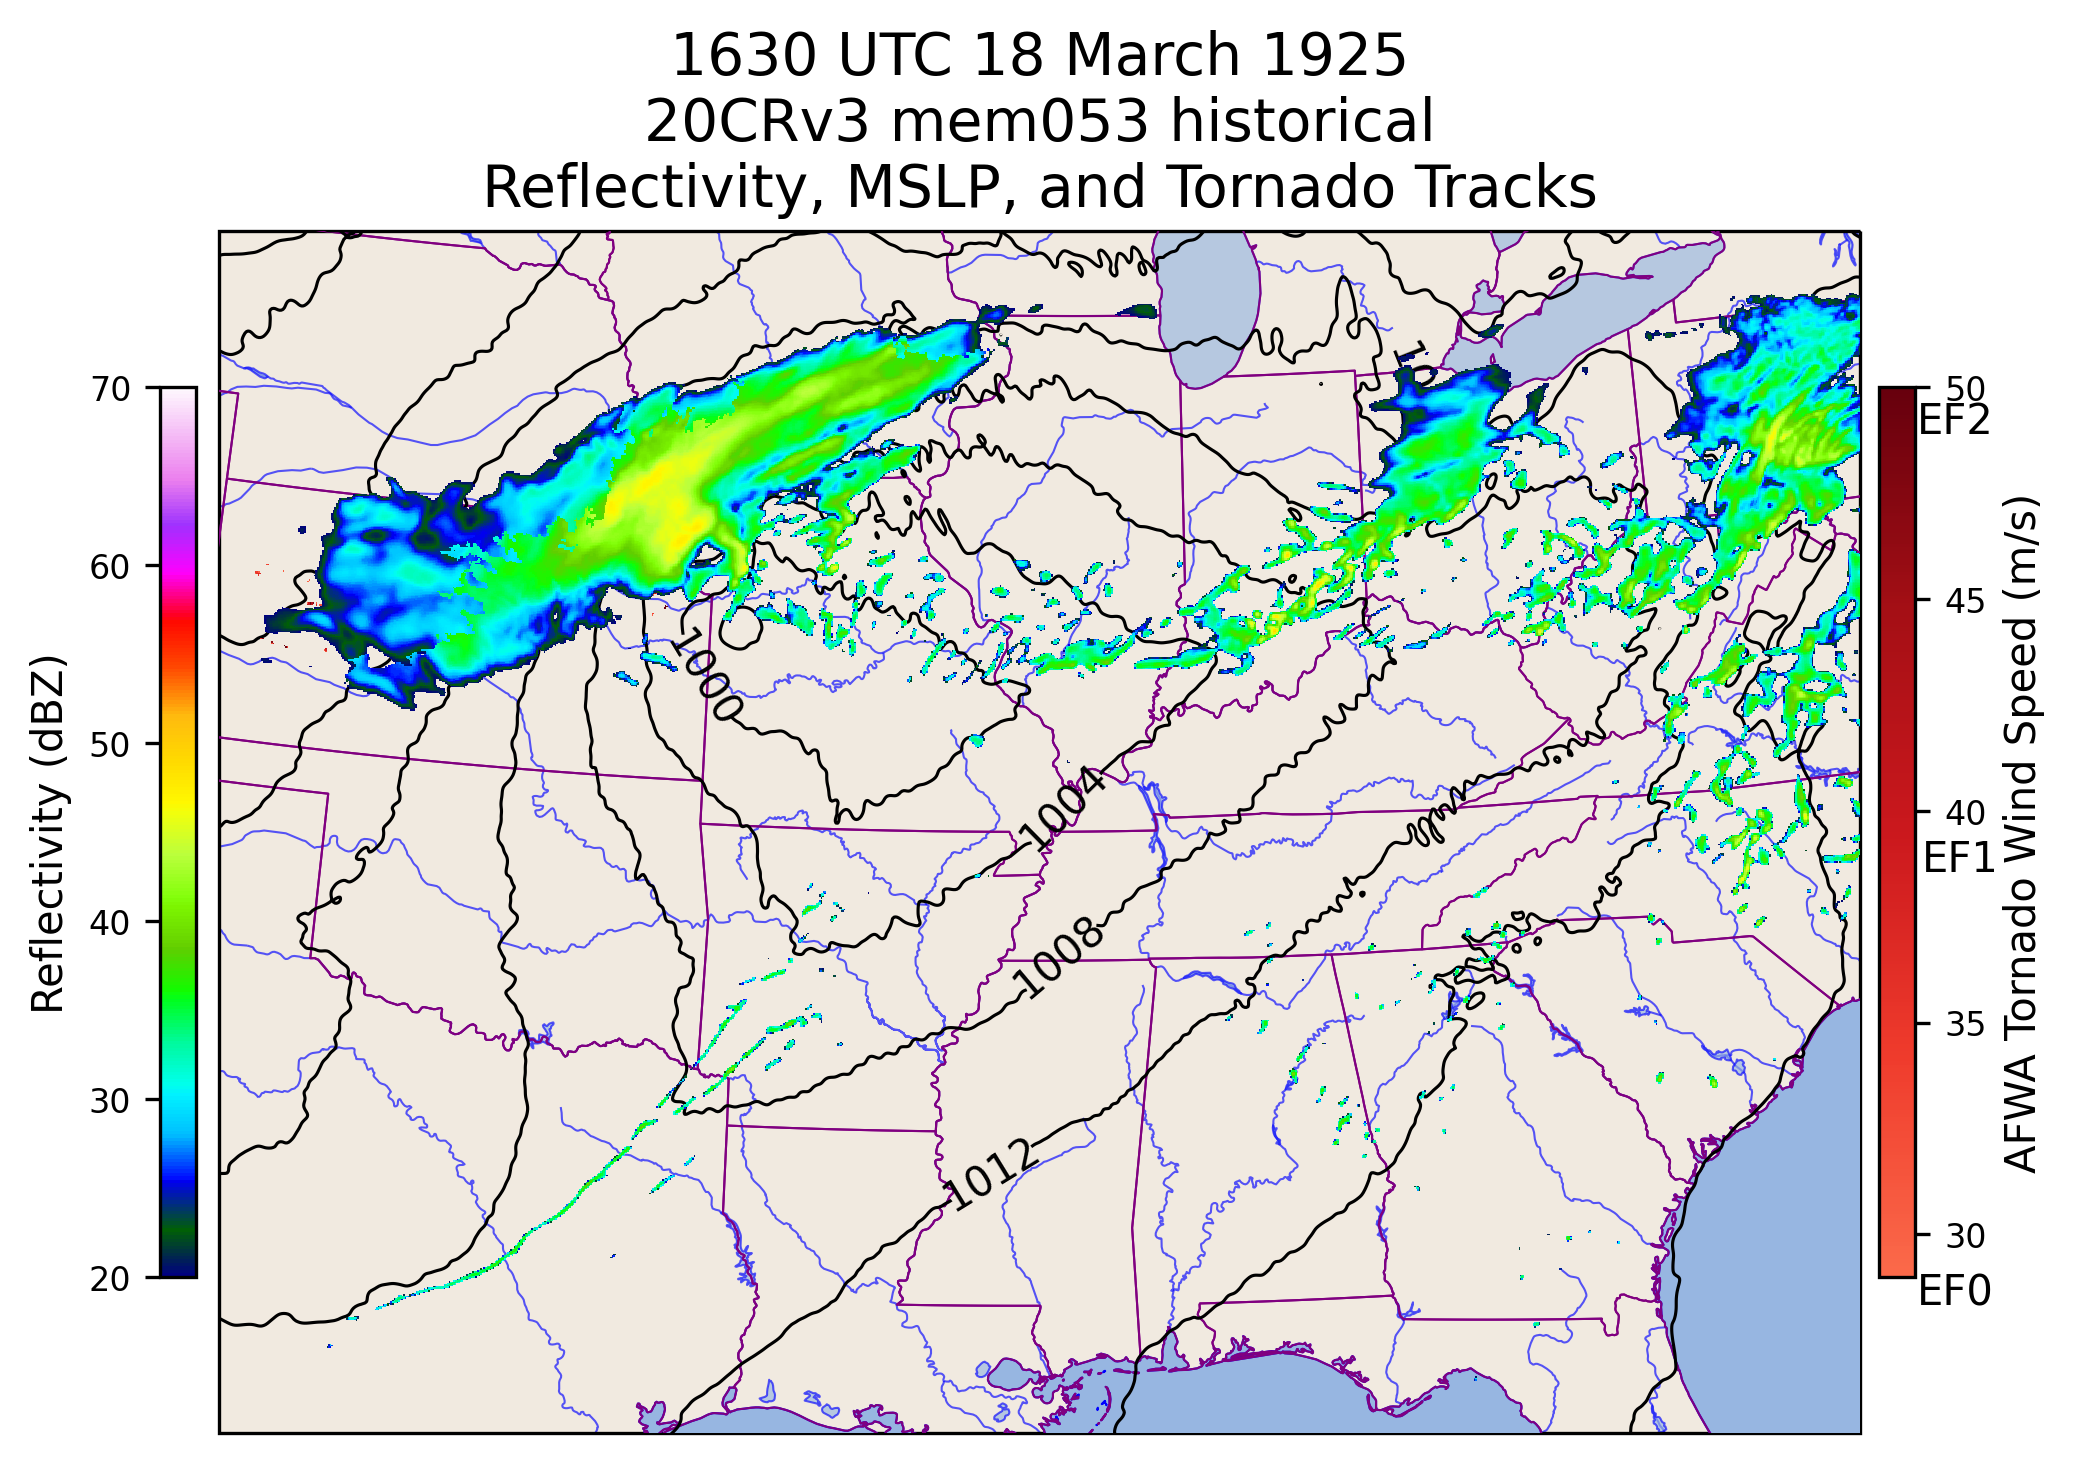 1630 UTC 18 March 1925
20CRv3 mem053 historical
Reflectivity, MSLP, and Tornado Tracks
Reflectivity (dBZ)
70
60
50
40
30
20
1000
1004
1008
1012
50
EF2
45
40
EF1
35
30
EF0
AFWA Tornado Wind Speed (m/s)